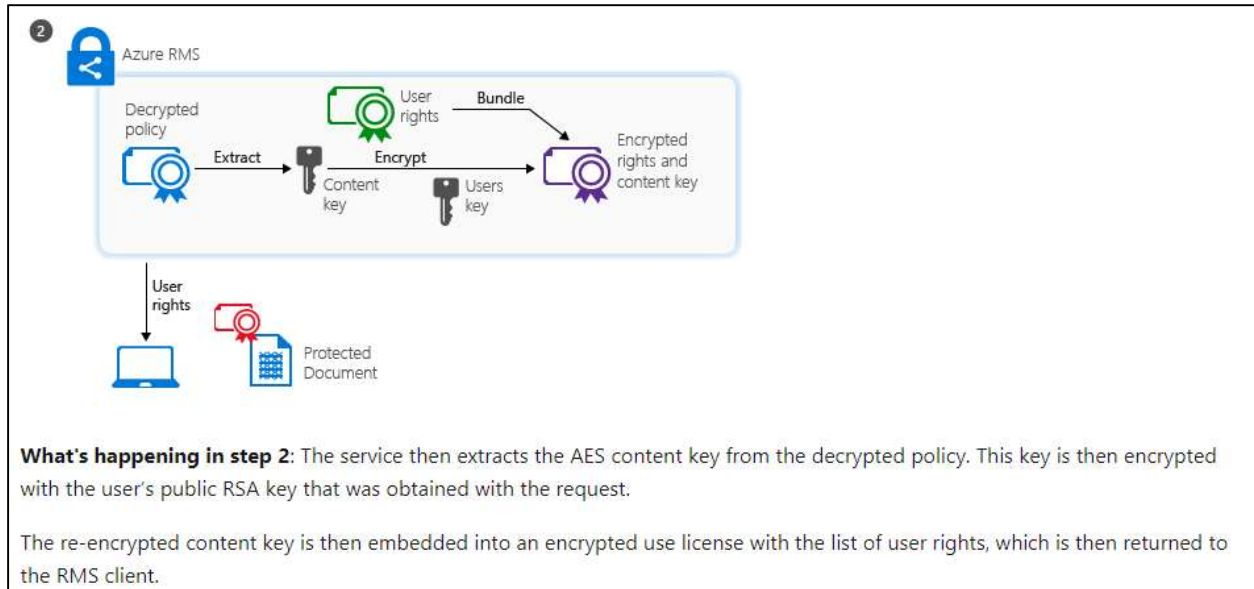 2
Azure RMS
Decrypted
policy
User
rights
Bundle
Encrypted
rights and
content key
Extract
Encrypt
Content
key
Users
key
User
rights
Protected
Document
What's happening in step 2: The service then extracts the AES content key from the decrypted policy. This key is then encrypted
with the user's public RSA key that was obtained with the request.
The re-encrypted content key is then embedded into an encrypted use license with the list of user rights, which is then returned to
the RMS client.